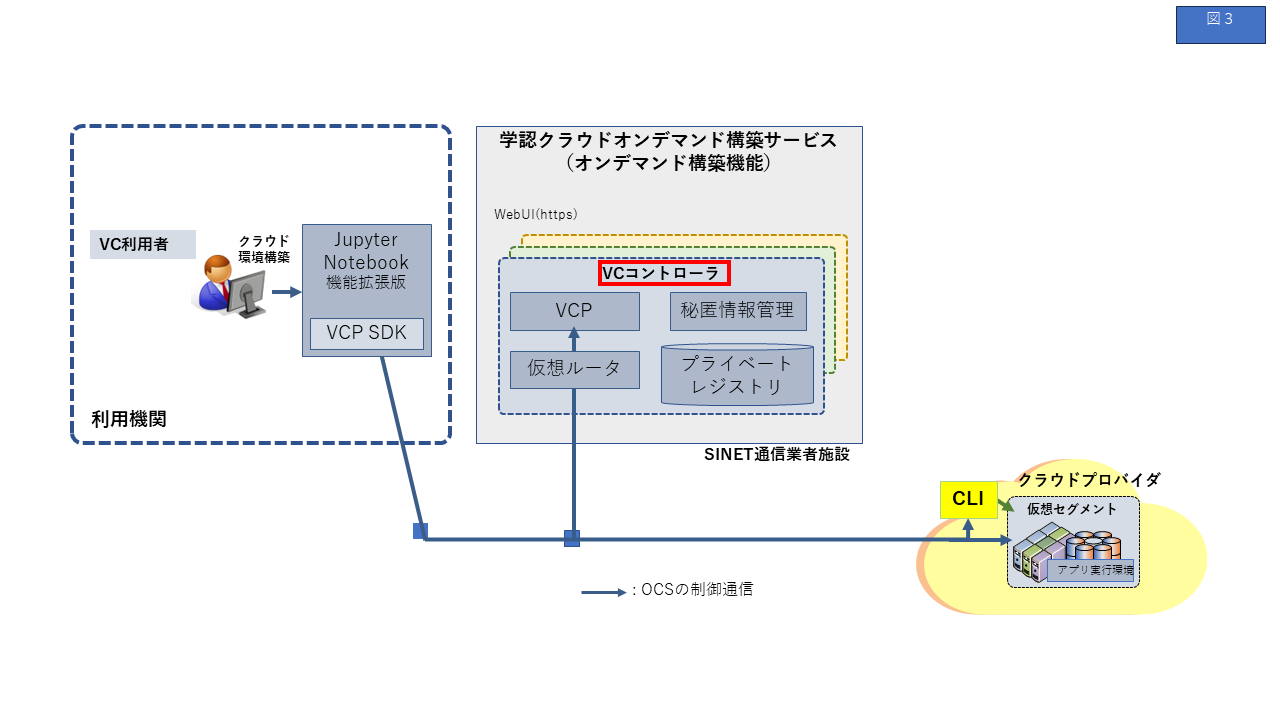 図３
学認クラウドオンデマンド構築サービス
（オンデマンド構築機能）
WebUI(https)
VC利用者
クラウド
環境構築
Jupyter
Notebook
機能拡張版
VCP SDK
利用機関
VCコントローラ
VCP
秘匿情報管理
仮想ルータ
プライベート
レジストリ
SINET通信業者施設
クラウドプロバイダ
CLI
仮想セグメント
アプリ実行環境
: OCSの制御通信